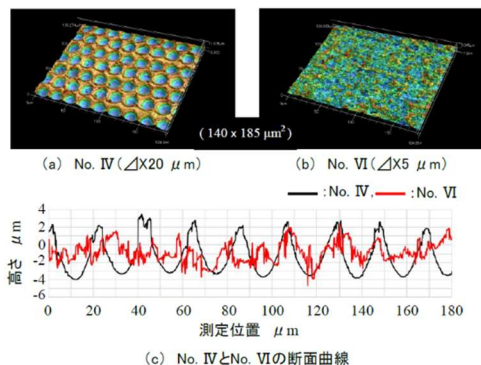 (140 x 185 μm²)
(a) No. Ⅳ(⊿X20 μm)
(b) No. Ⅵ(⊿X5 μm)
:No. Ⅳ, :No. Ⅵ
高さ μm
4
2
0
-2
-4
-6
0 20 40 60 80 100 120 140 160 180
測定位置 μm
(c) No. ⅣとNo. Ⅵの断面曲線